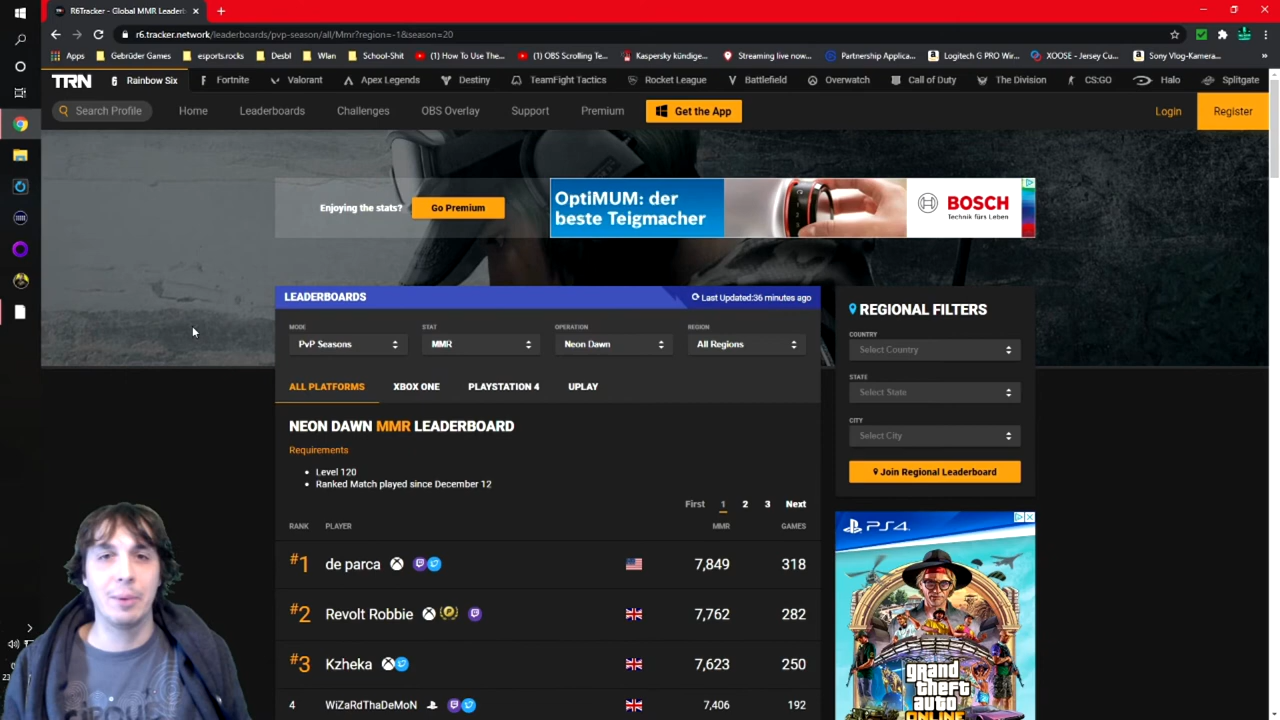 R6Tracker - Global MMR Leaderb
r6.tracker.network/leaderboards/pvp-season/all/Mmr?region=-1&season=20
Apps Gebrüder Games esports.rocks Desbl Wlan School-Shit (1) How To Use The... (1) OBS Scrolling Te... Kaspersky kündige... Streaming live now... Partnership Applica... Logitech G PRO Wir... XOOSE - Jersey Cu... Sony Vlog-Kamera...
TRN Rainbow Six Fortnite Valorant Apex Legends Destiny TeamFight Tactics Rocket League Battlefield Overwatch Call of Duty The Division CS:GO Halo Splitgate
Search Profile Home Leaderboards Challenges OBS Overlay Support Premium Get the App Login Register
Enjoying the stats? Go Premium
OptiMUM: der
beste Teigmacher
BOSCH
Technik fürs Leben
LEADERBOARDS Last Updated:36 minutes ago
MODE STAT OPERATION REGION
PvP Seasons MMR Neon Dawn All Regions
ALL PLATFORMS XBOX ONE PLAYSTATION 4 UPLAY
NEON DAWN MMR LEADERBOARD
Requirements
Level 120
Ranked Match played since December 12
First 1 2 3 Next
RANK PLAYER MMR GAMES
#1 de parca 7,849 318
#2 Revolt Robbie 7,762 282
#3 Kzheka 7,623 250
4 WiZaRdThaDeMoN 7,406 192
REGIONAL FILTERS
COUNTRY
Select Country
STATE
Select State
CITY
Select City
Join Regional Leaderboard
PS4
grand
theft
auto
ONLINE